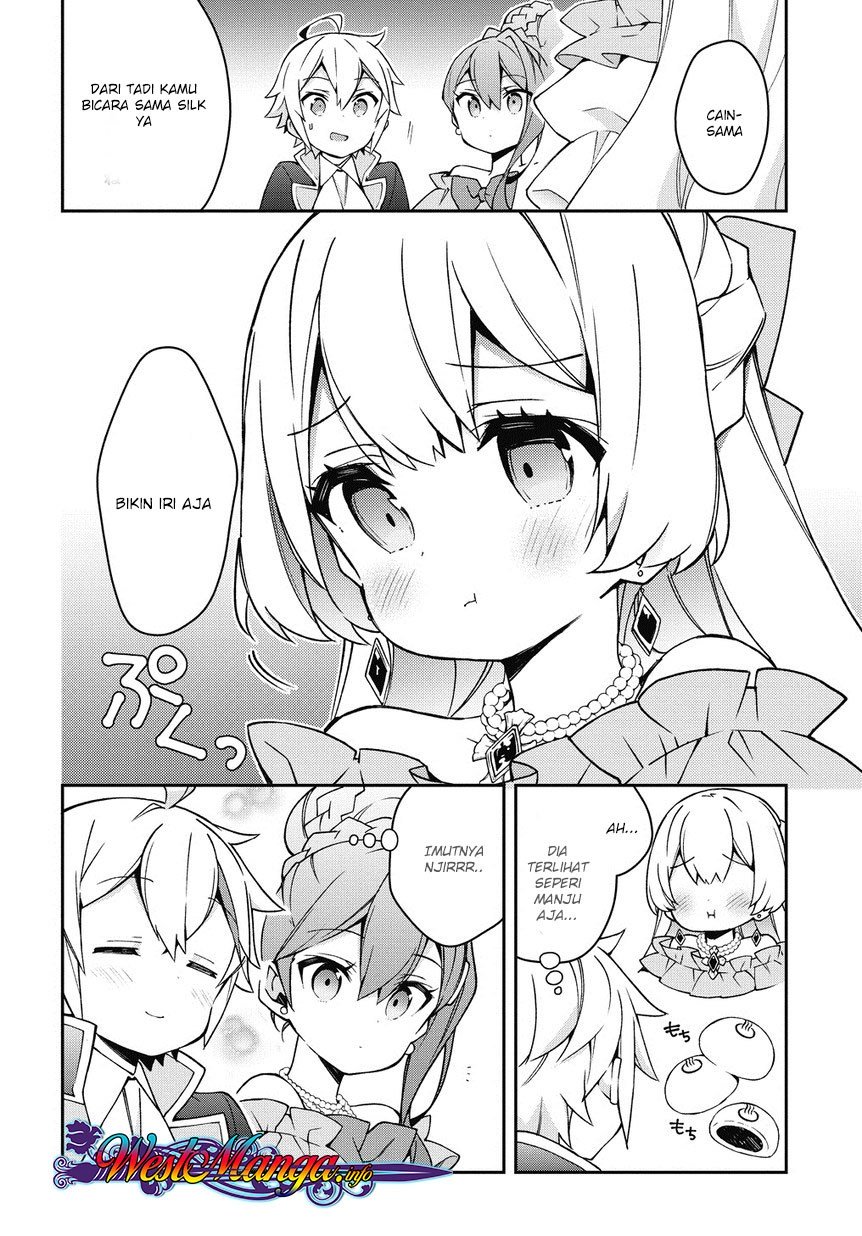 CAIN-
SAMA
DARI TADI KAMU
BICARA SAMA SILK
YA
BIKIN IRI AJA
ぷくっ
AH...
DIA
TERLIHAT
SEPERI
MANJU
AJA...
もち
もち
IMUTNYA
NJIRRR..
WestManga.info